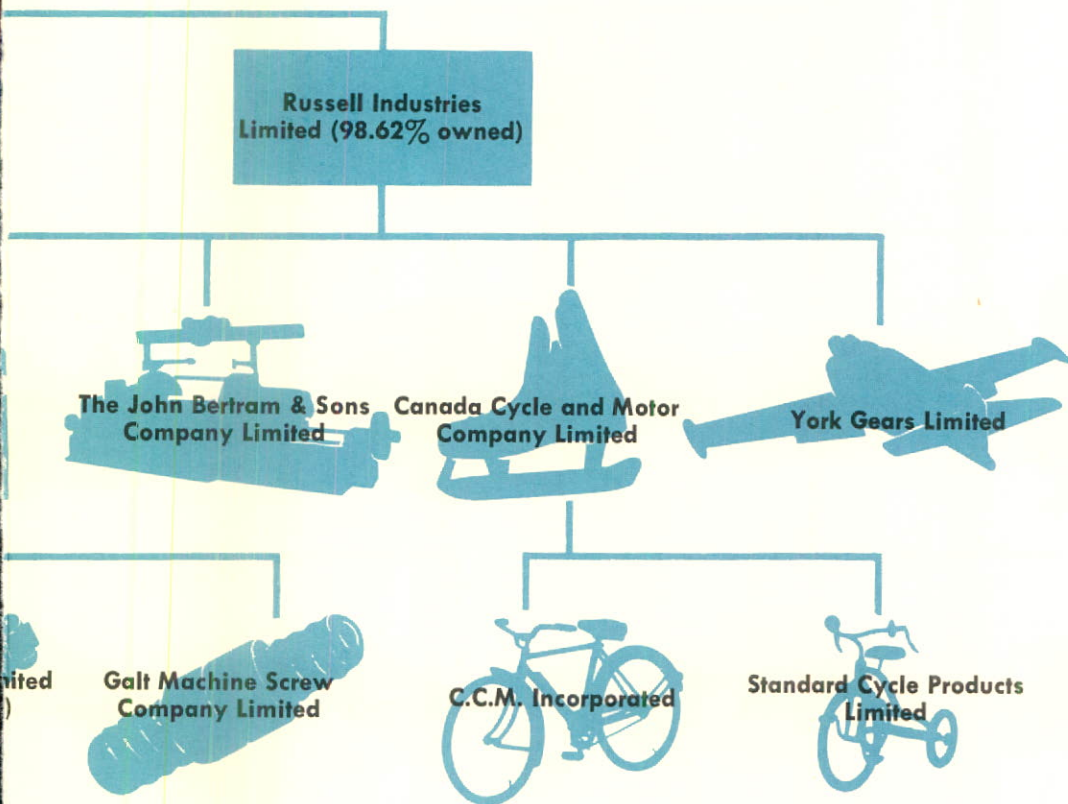 Russell Industries
Limited (98.62% owned)
The John Bertram & Sons
Company Limited
Canada Cycle and Motor
Company Limited
York Gears Limited
Galt Machine Screw
Company Limited
C.C.M. Incorporated
Standard Cycle Products
Limited